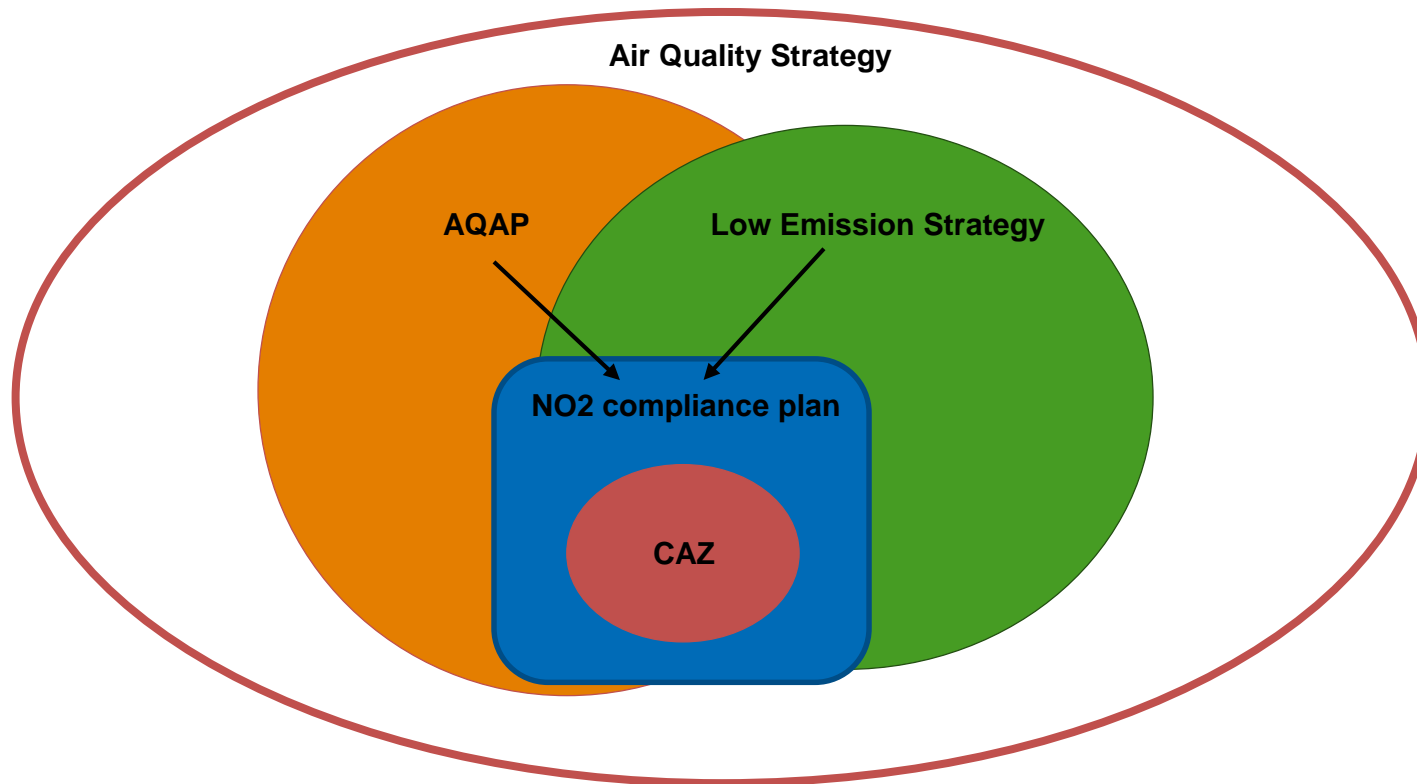 Air Quality Strategy
AQAP
Low Emission Strategy
NO2 compliance plan
CAZ